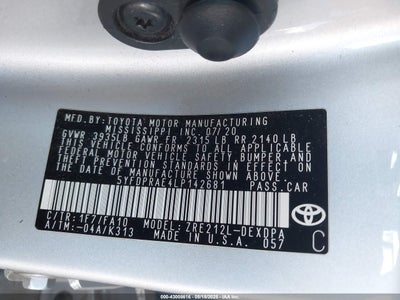 MFD.BY:TOYOTA MOTOR MANUFACTURING
MISSISSIPPI INC.07/20
GVWR 3935LB GAWR FR 2315LB RR 2140LB
THIS VEHICLE CONFORMS TO ALL APPLICABLE
FEDERAL MOTOR VEHICLE SAFETY, BUMPER,AND
THEFT PREVENTION STANDARDS IN EFFECT ON
THE DATE OF MANUFACTURE SHOWN ABOVE.
5YFDPRAE4LP142681 PASS.CAR
C/TR:1F7/FA10 ZRE212L-DEXDPA
A/TM:-04A/K313 MADE IN U.S.A. 057
TOYOTA
C